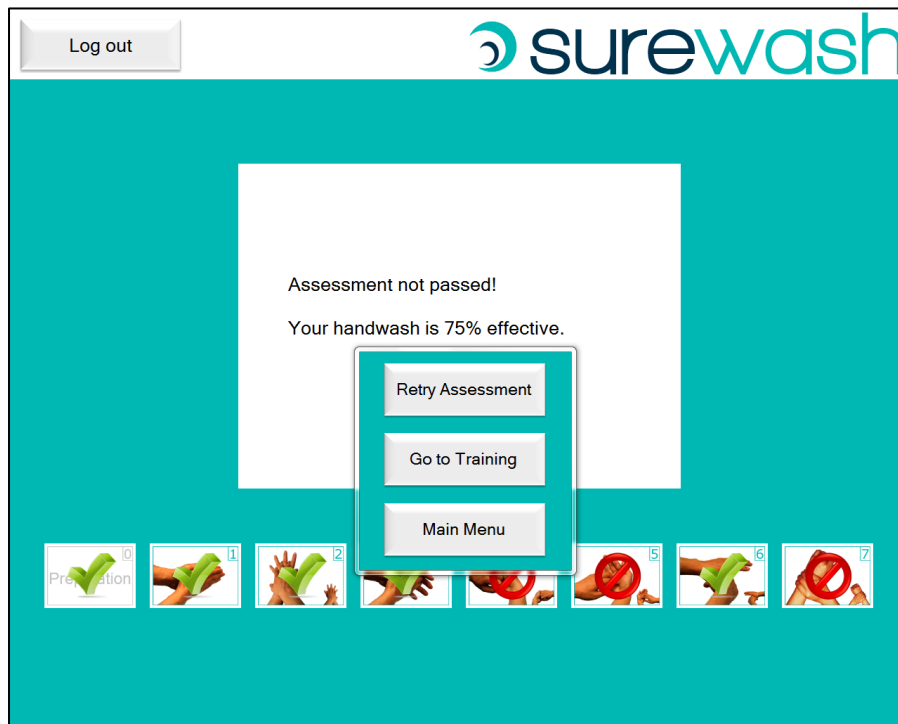 Log out
surewash
Assessment not passed!
Your handwash is 75% effective.
Retry Assessment
Go to Training
Main Menu
0
1
2
5
6
7